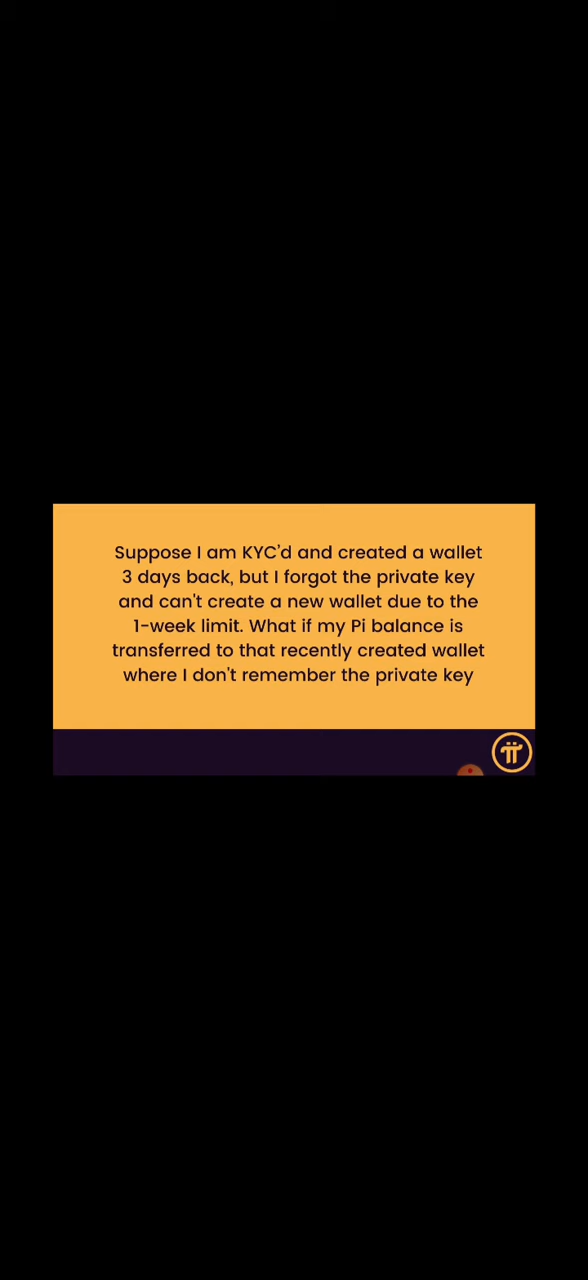 Suppose I am KYC'd and created a wallet
3 days back, but I forgot the private key
and can't create a new wallet due to the
1-week limit. What if my Pi balance is
transferred to that recently created wallet
where I don't remember the private key